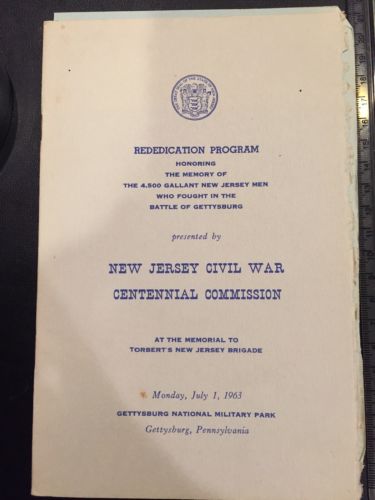 REDEDICATION PROGRAM
HONORING
THE MEMORY OF
THE 4,500 GALLANT NEW JERSEY MEN
WHO FOUGHT IN THE
BATTLE OF GETTYSBURG
presented by
NEW JERSEY CIVIL WAR
CENTENNIAL COMMISSION
AT THE MEMORIAL TO
TORBERT'S NEW JERSEY BRIGADE
Monday, July 1, 1963
GETTYSBURG NATIONAL MILITARY PARK
Gettysburg, Pennsylvania